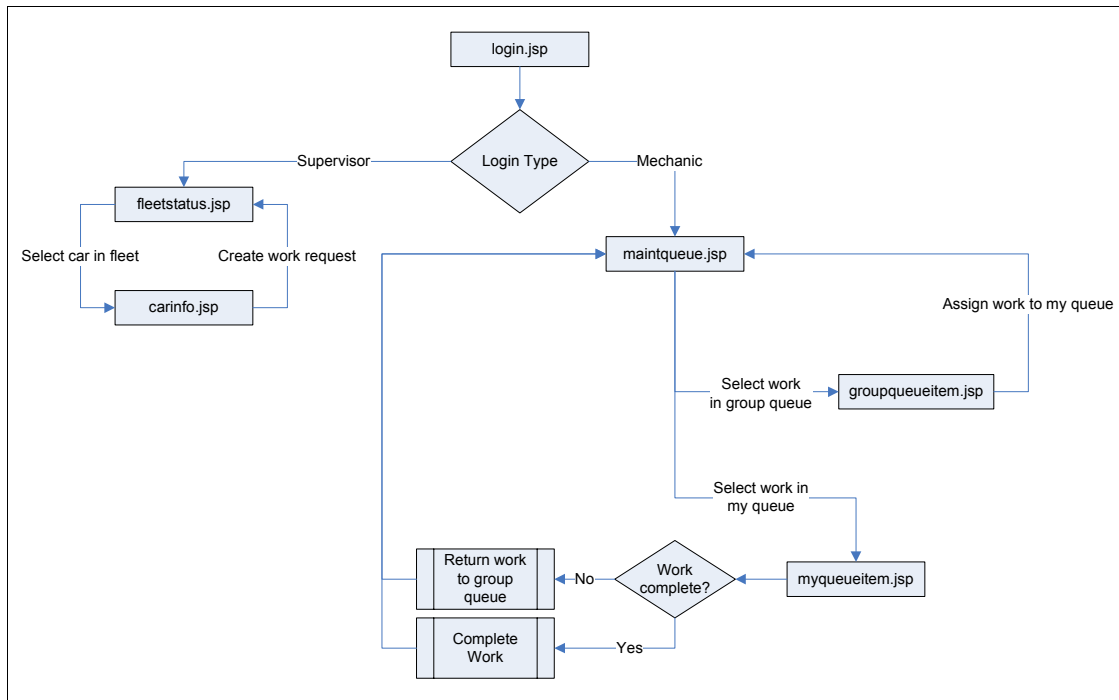 login.jsp
Login Type
Supervisor
Mechanic
fleetstatus.jsp
Select car in fleet
Create work request
carinfo.jsp
maintqueue.jsp
Assign work to my queue
Select work
in group queue
groupqueueitem.jsp
Select work in
my queue
myqueueitem.jsp
Work
complete?
No
Return work
to group
queue
Yes
Complete
Work